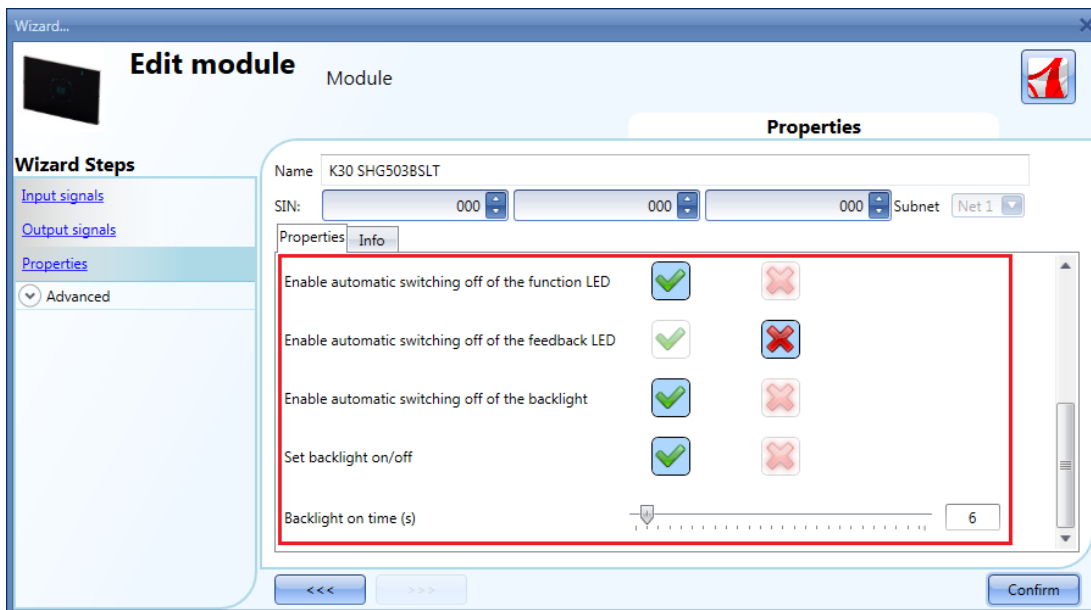 Wizard...
Edit module
Module
Properties
Wizard Steps
Input signals
Output signals
Properties
Advanced
Name K30 SHG503BSLT
SIN: 000 000 000 Subnet Net 1
Properties Info
Enable automatic switching off of the function LED
Enable automatic switching off of the feedback LED
Enable automatic switching off of the backlight
Set backlight on/off
Backlight on time (s) 6
<<< >>> Confirm